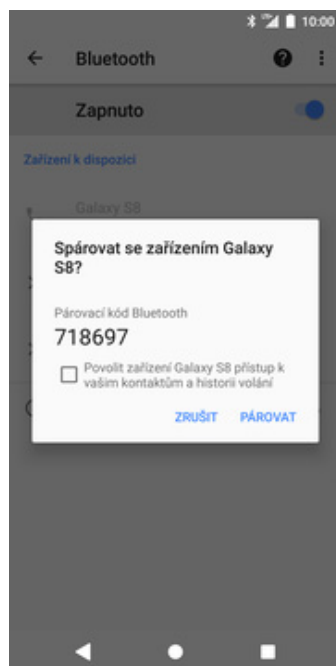 10:00
Bluetooth
Zapnuto
Zařízení k dispozici
Galaxy S8
Spárovat se zařízením Galaxy
S8?
Párovací kód Bluetooth
718697
Povolit zařízení Galaxy S8 přístup k
vašim kontaktům a historii volání
ZRUŠIT PÁROVAT